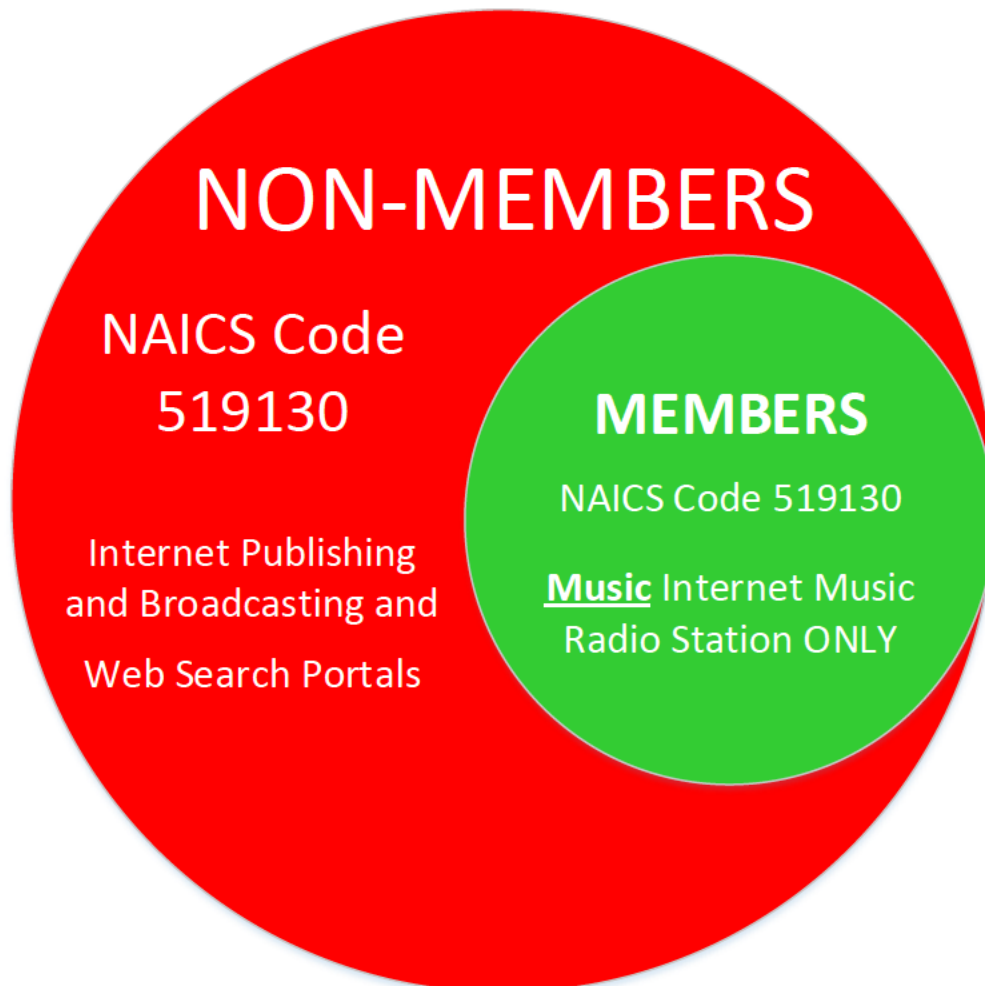 NON-MEMBERS
NAICS Code
519130
Internet Publishing
and Broadcasting and
Web Search Portals
MEMBERS
NAICS Code 519130
Music Internet Music
Radio Station ONLY